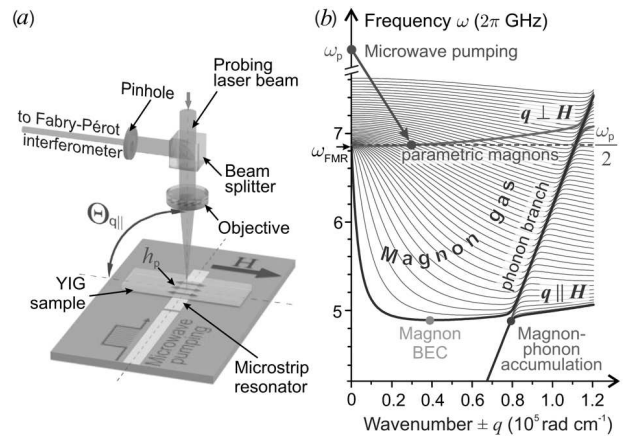 (a)
Probing
laser beam
Pinhole
to Fabry-Pérot
interferometer
Beam
splitter
Θq||
Objective
hp
H
YIG
sample
Microwave
pumping
Microstrip
resonator
(b)
Frequency ω (2π GHz)
ωp
Microwave pumping
q ⊥ H
7
ωFMR
parametric magnons
ωp
2
6
Magnon gas
phonon branch
q || H
5
Magnon
BEC
Magnon-
phonon
accumulation
0
0.2
0.4
0.6
0.8
1.0
1.2
Wavenumber ± q (10⁵ rad cm⁻¹)